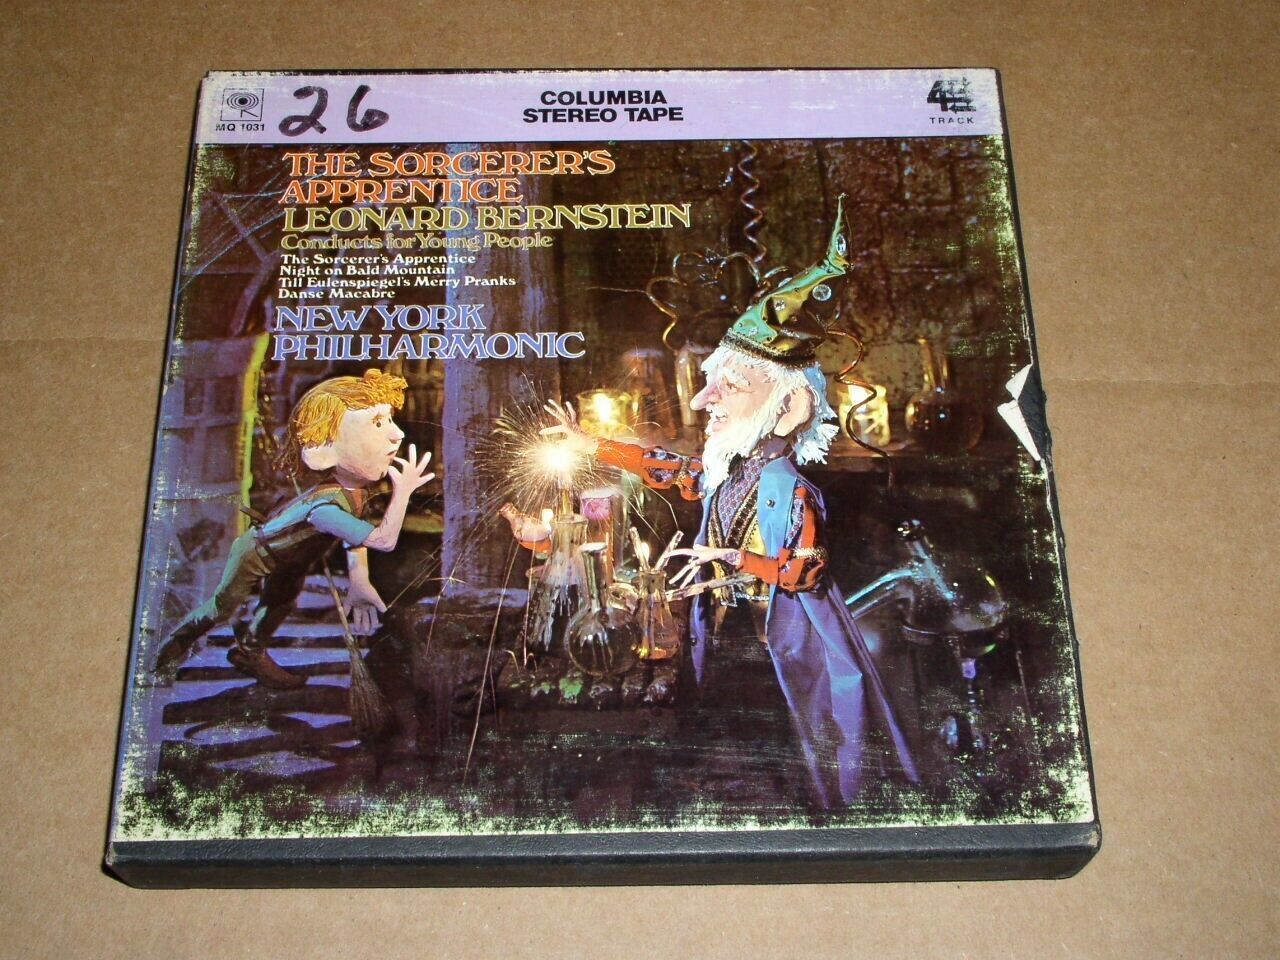 MQ 1031
26
COLUMBIA
STEREO TAPE
4
TRACK
THE SORCERER'S
APPRENTICE
LEONARD BERNSTEIN
Conducts for Young People
The Sorcerer's Apprentice
Night on Bald Mountain
Till Eulenspiegel's Merry Pranks
Danse Macabre
NEW YORK
PHILHARMONIC